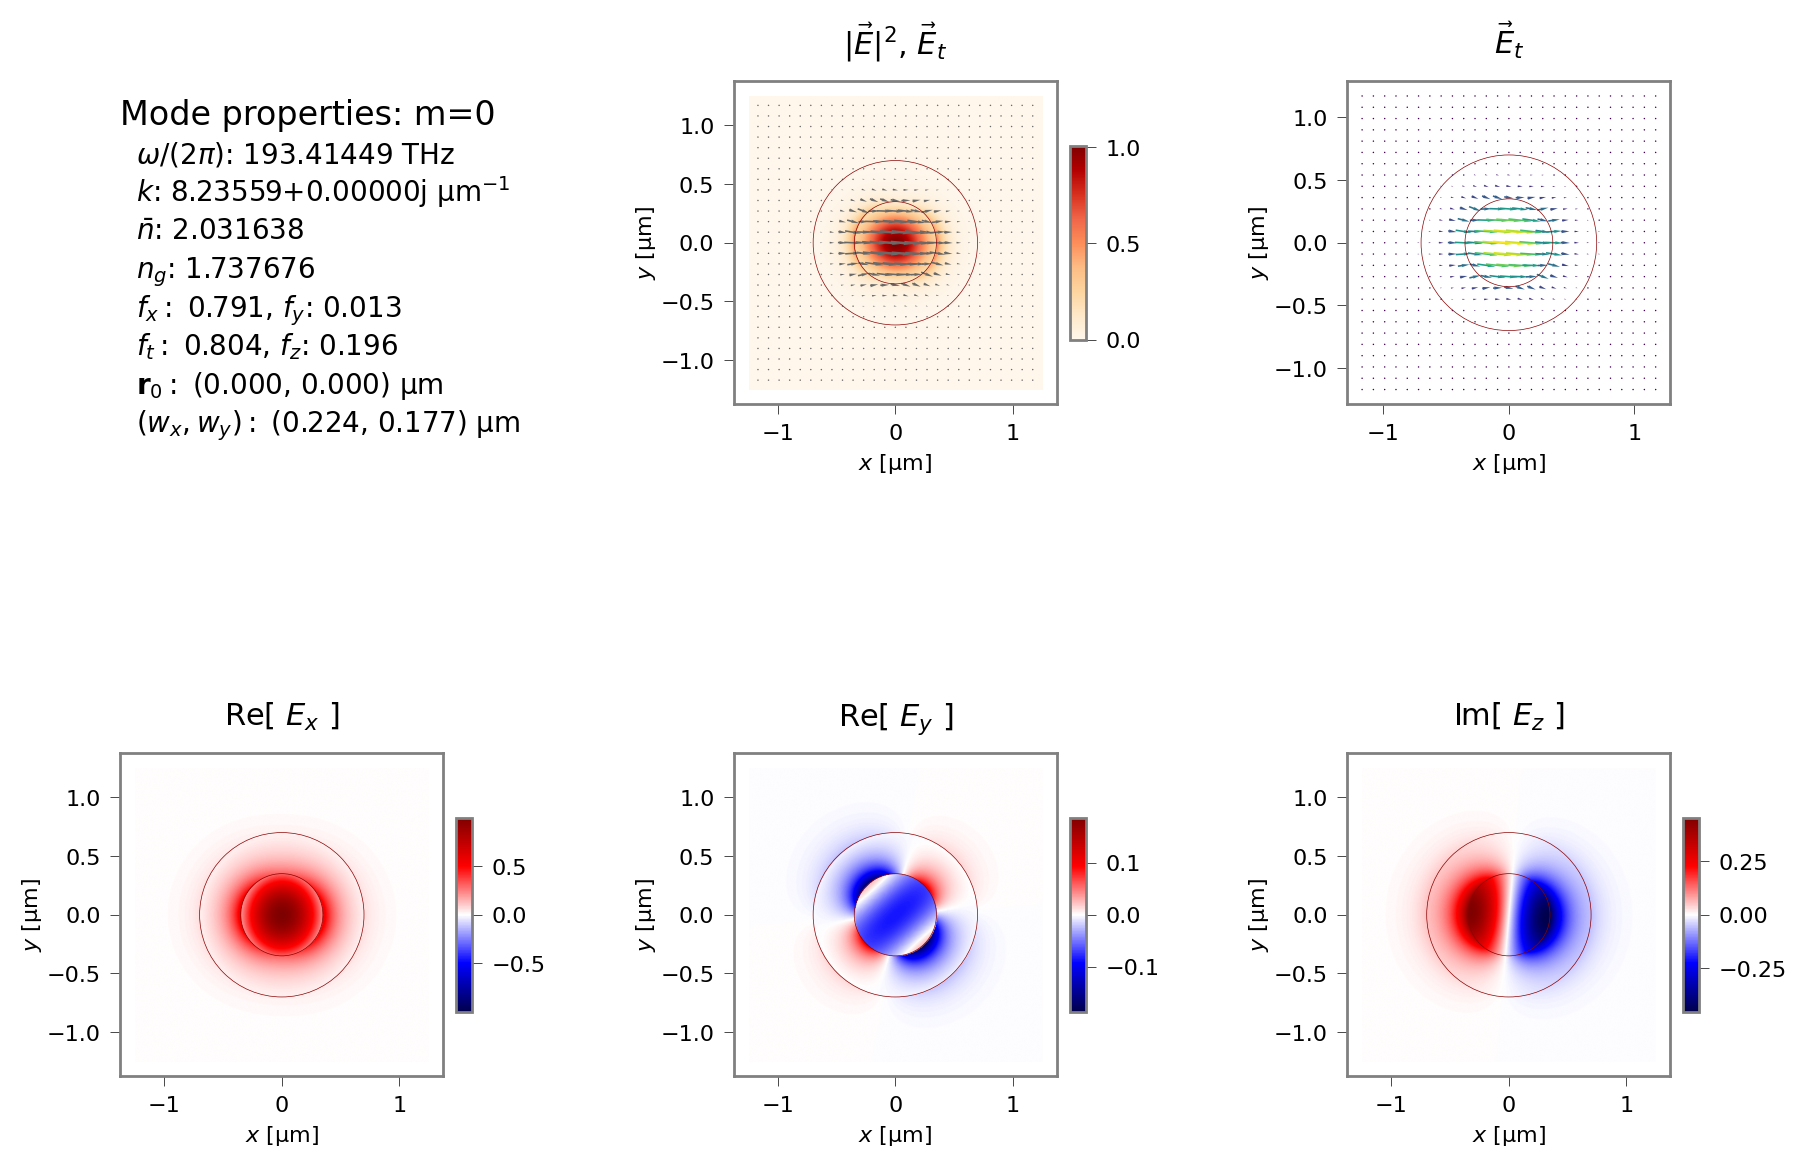 Mode properties: m=0
ω/(2π): 193.41449 THz
k: 8.23559+0.00000j µm⁻¹
n̄: 2.031638
n_g: 1.737676
f_x: 0.791, f_y: 0.013
f_t: 0.804, f_z: 0.196
r₀: (0.000, 0.000) µm
(w_x, w_y): (0.224, 0.177) µm
|E⃗|², E⃗_t
1.0
0.5
0.0
−0.5
−1.0
−1 0 1
x [µm]
y [µm]
1.0
0.5
0.0
E⃗_t
1.0
0.5
0.0
−0.5
−1.0
−1 0 1
x [µm]
y [µm]
Re[ E_x ]
1.0
0.5
0.0
−0.5
−1.0
−1 0 1
x [µm]
y [µm]
0.5
0.0
−0.5
Re[ E_y ]
1.0
0.5
0.0
−0.5
−1.0
−1 0 1
x [µm]
y [µm]
0.1
0.0
−0.1
Im[ E_z ]
1.0
0.5
0.0
−0.5
−1.0
−1 0 1
x [µm]
y [µm]
0.25
0.00
−0.25